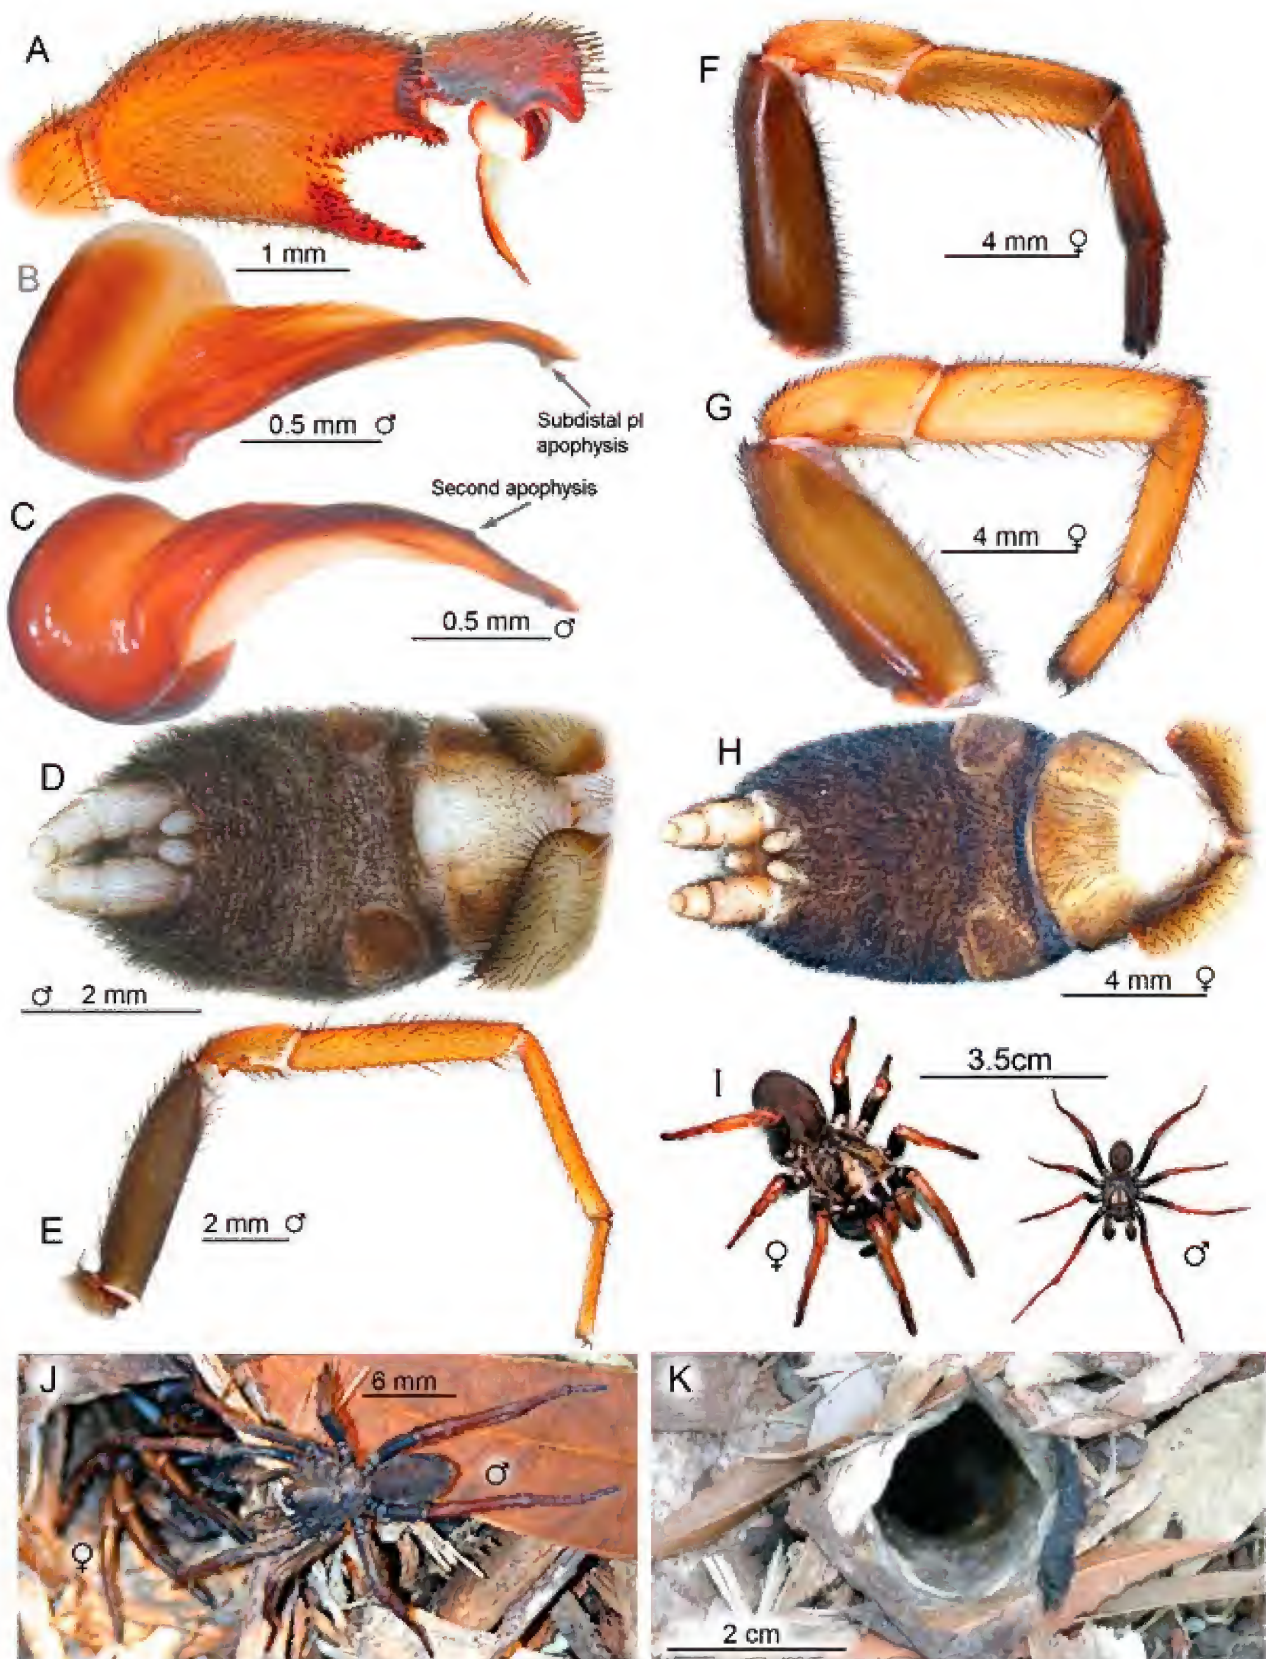 A
1 mm
B
0.5 mm ♂
Subdistal pl
apophysis
Second apophysis
C
0.5 mm ♂
D
♂ 2 mm
E
2 mm ♂
F
4 mm ♀
G
4 mm ♀
H
4 mm ♀
I
3.5cm
♀
♂
J
6 mm
♂
♀
K
2 cm